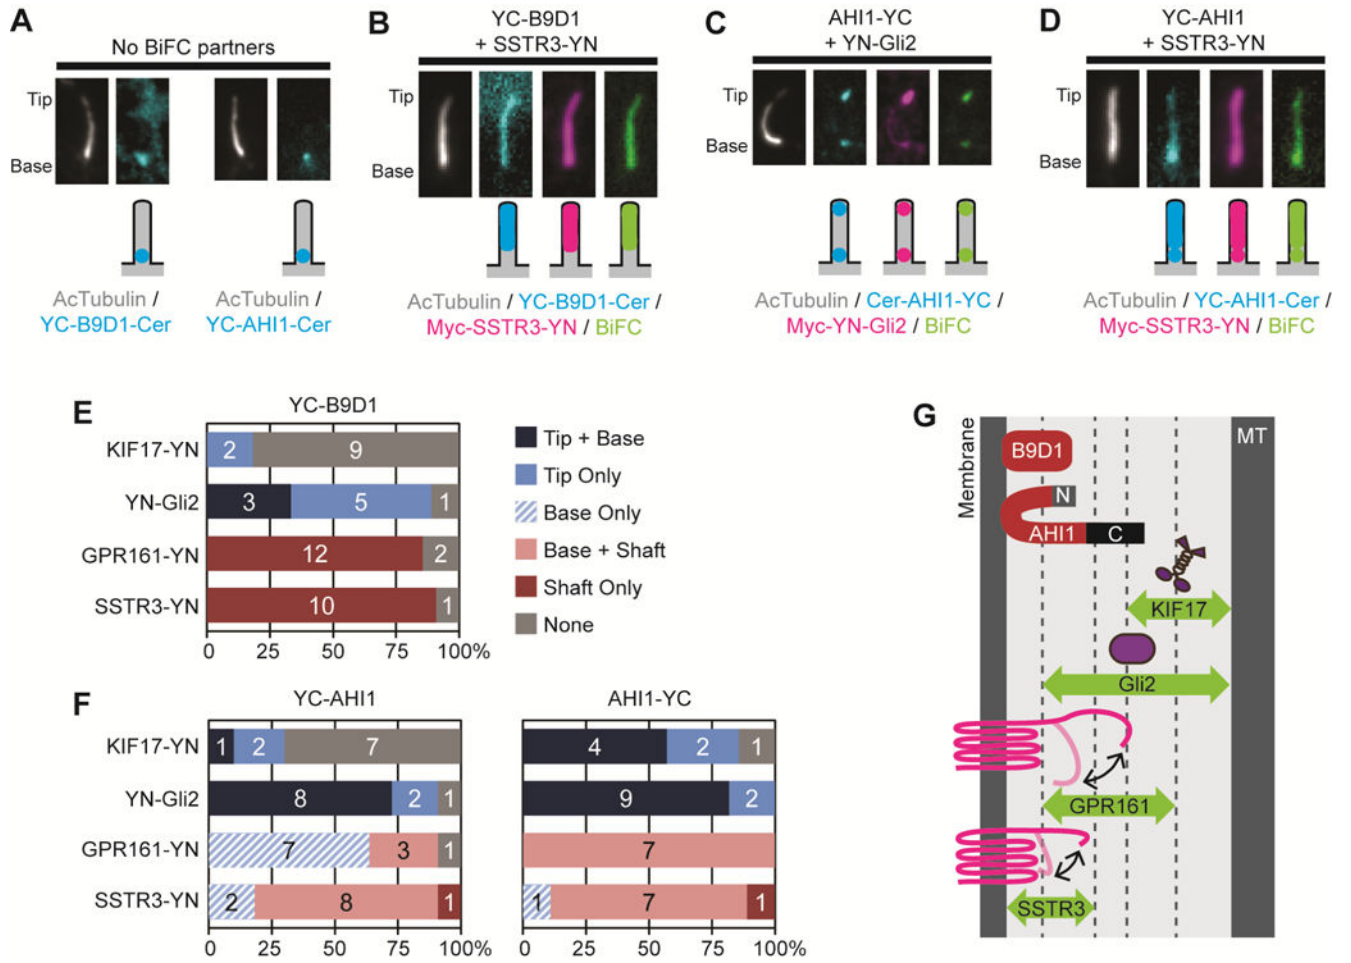 A
No BiFC partners
Tip
Base
AcTubulin /
YC-B9D1-Cer
AcTubulin /
YC-AHI1-Cer
B
YC-B9D1
+ SSTR3-YN
Tip
Base
AcTubulin / YC-B9D1-Cer /
Myc-SSTR3-YN / BiFC
C
AHI1-YC
+ YN-Gli2
Tip
Base
AcTubulin / Cer-AHI1-YC /
Myc-YN-Gli2 / BiFC
D
YC-AHI1
+ SSTR3-YN
Tip
Base
AcTubulin / YC-AHI1-Cer /
Myc-SSTR3-YN / BiFC
E
YC-B9D1
KIF17-YN 2 9
YN-Gli2 3 5 1
GPR161-YN 12 2
SSTR3-YN 10 1
0 25 50 75 100%
Tip + Base
Tip Only
Base Only
Base + Shaft
Shaft Only
None
F
YC-AHI1
KIF17-YN 1 2 7
YN-Gli2 8 2 1
GPR161-YN 7 3 1
SSTR3-YN 2 8 1
0 25 50 75 100%
AHI1-YC
4 2 1
9 2
7
1 7 1
0 25 50 75 100%
G
Membrane
MT
B9D1
N
AHI1 C
KIF17
Gli2
GPR161
SSTR3